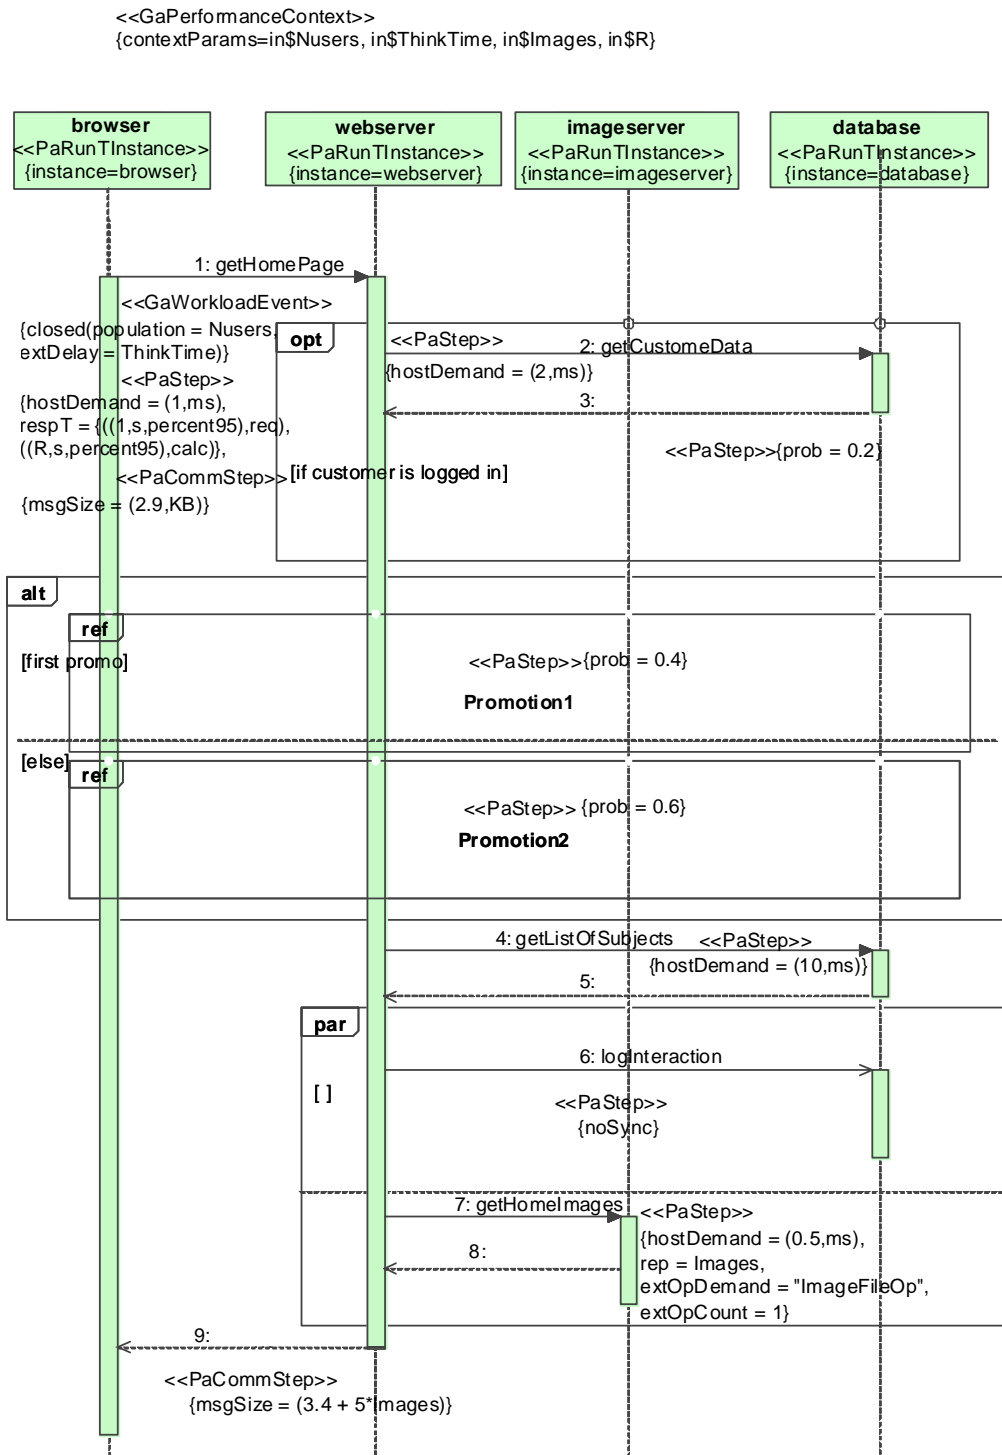 <<GaPerformanceContext>>
{contextParams=in$Nusers, in$ThinkTime, in$Images, in$R}
browser
<<PaRunTInstance>>
{instance=browser}
webserver
<<PaRunTInstance>>
{instance=webserver}
imageserver
<<PaRunTInstance>>
{instance=imageserver}
database
<<PaRunTInstance>>
{instance=database}
1: getHomePage
<<GaWorkloadEvent>>
{closed(population = Nusers,
extDelay = ThinkTime)}
<<PaStep>>
{hostDemand = (1,ms),
respT = {((1,s,percent95),req),
((R,s,percent95),calc)},
<<PaCommStep>>
{msgSize = (2.9,KB)}
opt
<<PaStep>>
2: getCustomeData
{hostDemand = (2,ms)}
3:
<<PaStep>>{prob = 0.2}
[if customer is logged in]
alt
ref
[first promo]
<<PaStep>>{prob = 0.4}
Promotion1
[else]
ref
<<PaStep>> {prob = 0.6}
Promotion2
4: getListOfSubjects
<<PaStep>>
{hostDemand = (10,ms)}
5:
par
6: logInteraction
[ ]
<<PaStep>>
{noSync}
7: getHomeImages
<<PaStep>>
{hostDemand = (0.5,ms),
rep = Images,
extOpDemand = "ImageFileOp",
extOpCount = 1}
8:
9:
<<PaCommStep>>
{msgSize = (3.4 + 5*Images)}